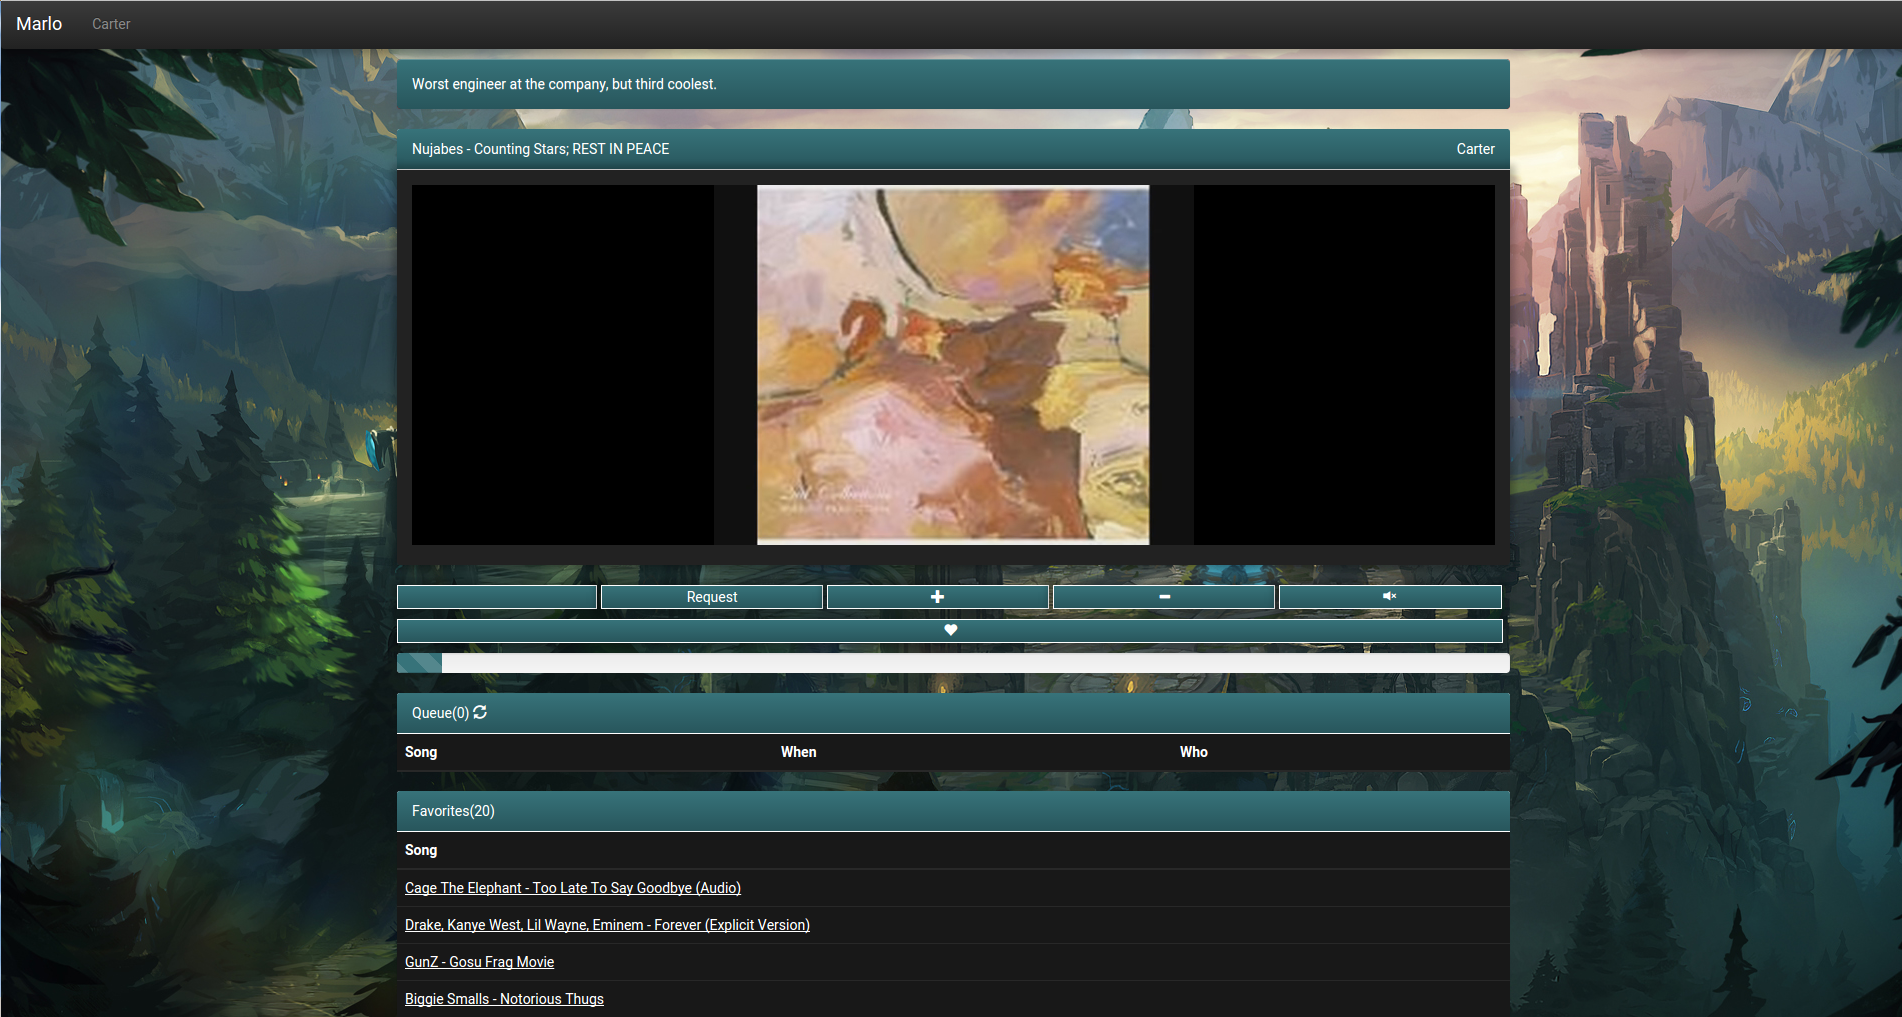 Marlo Carter
Worst engineer at the company, but third coolest.
Nujabes - Counting Stars; REST IN PEACE Carter
Request
Queue(0)
Song When Who
Favorites(20)
Song
Cage The Elephant - Too Late To Say Goodbye (Audio)
Drake, Kanye West, Lil Wayne, Eminem - Forever (Explicit Version)
GunZ - Gosu Frag Movie
Biggie Smalls - Notorious Thugs